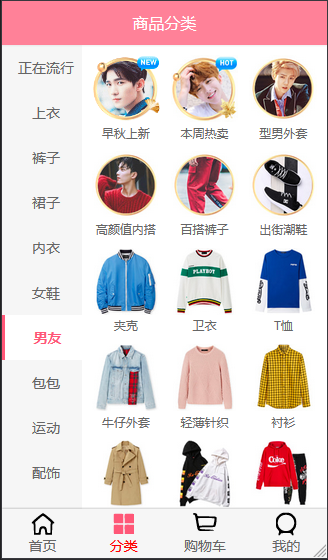 商品分类
正在流行
上衣
裤子
裙子
内衣
女鞋
男友
包包
运动
配饰
NEW
HOT
早秋上新
本周热卖
型男外套
高颜值内搭
百搭裤子
出街潮鞋
PLAYBOY
夹克
卫衣
T恤
牛仔外套
轻薄针织
衬衫
Coke
首页
分类
购物车
我的